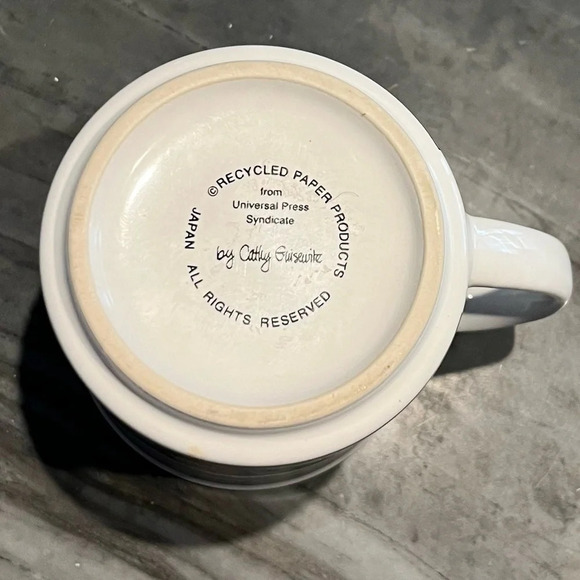 ©RECYCLED PAPER PRODUCTS
from
Universal Press
Syndicate
by Cathy Guisewite
JAPAN ALL RIGHTS RESERVED